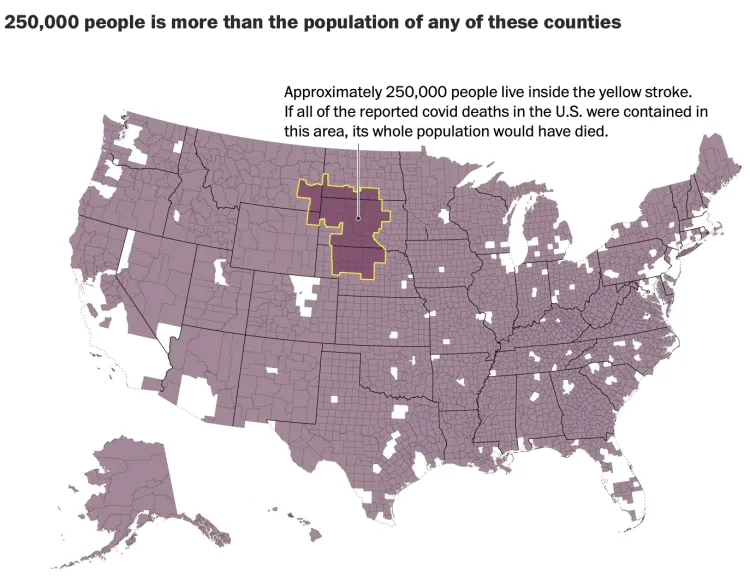 250,000 people is more than the population of any of these counties
Approximately 250,000 people live inside the yellow stroke.
If all of the reported covid deaths in the U.S. were contained in
this area, its whole population would have died.